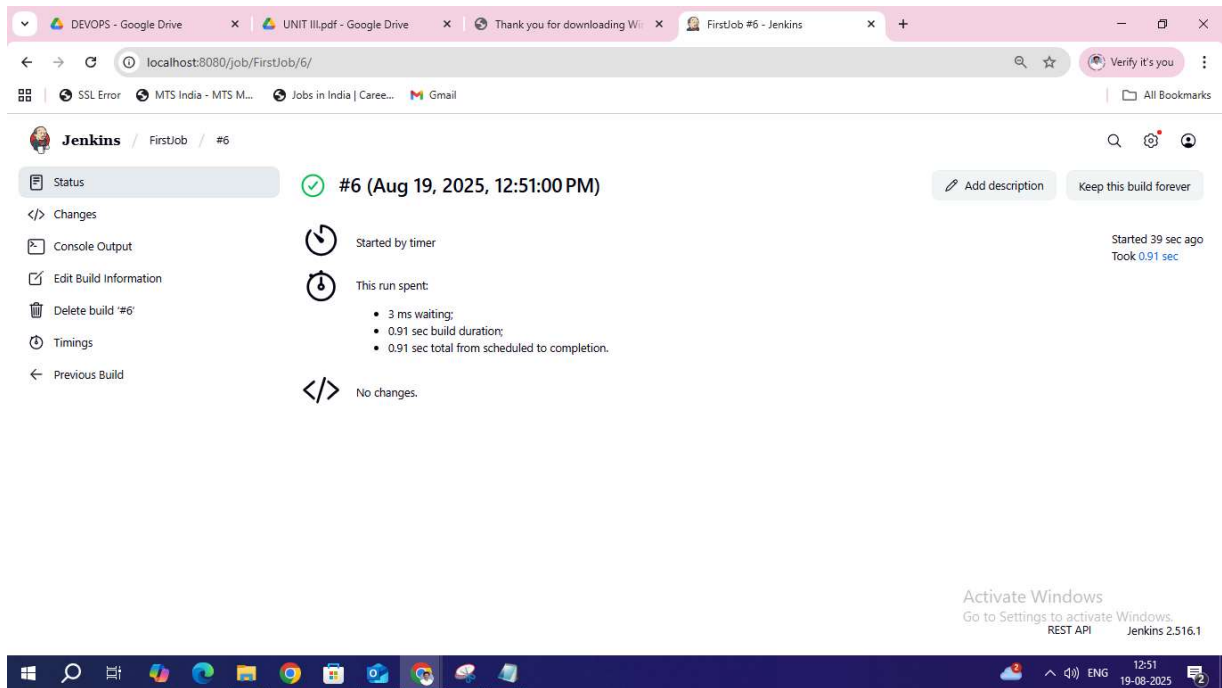 DEVOPS - Google Drive
UNIT III.pdf - Google Drive
Thank you for downloading Wi
FirstJob #6 - Jenkins
localhost:8080/job/FirstJob/6/
Verify it's you
SSL Error
MTS India - MTS M...
Jobs in India | Caree...
Gmail
All Bookmarks
Jenkins / FirstJob / #6
Status
Changes
Console Output
Edit Build Information
Delete build '#6'
Timings
Previous Build
#6 (Aug 19, 2025, 12:51:00 PM)
Add description
Keep this build forever
Started by timer
Started 39 sec ago
Took 0.91 sec
This run spent:
3 ms waiting;
0.91 sec build duration;
0.91 sec total from scheduled to completion.
No changes.
Activate Windows
Go to Settings to activate Windows.
REST API
Jenkins 2.516.1
ENG
12:51
19-08-2025
2